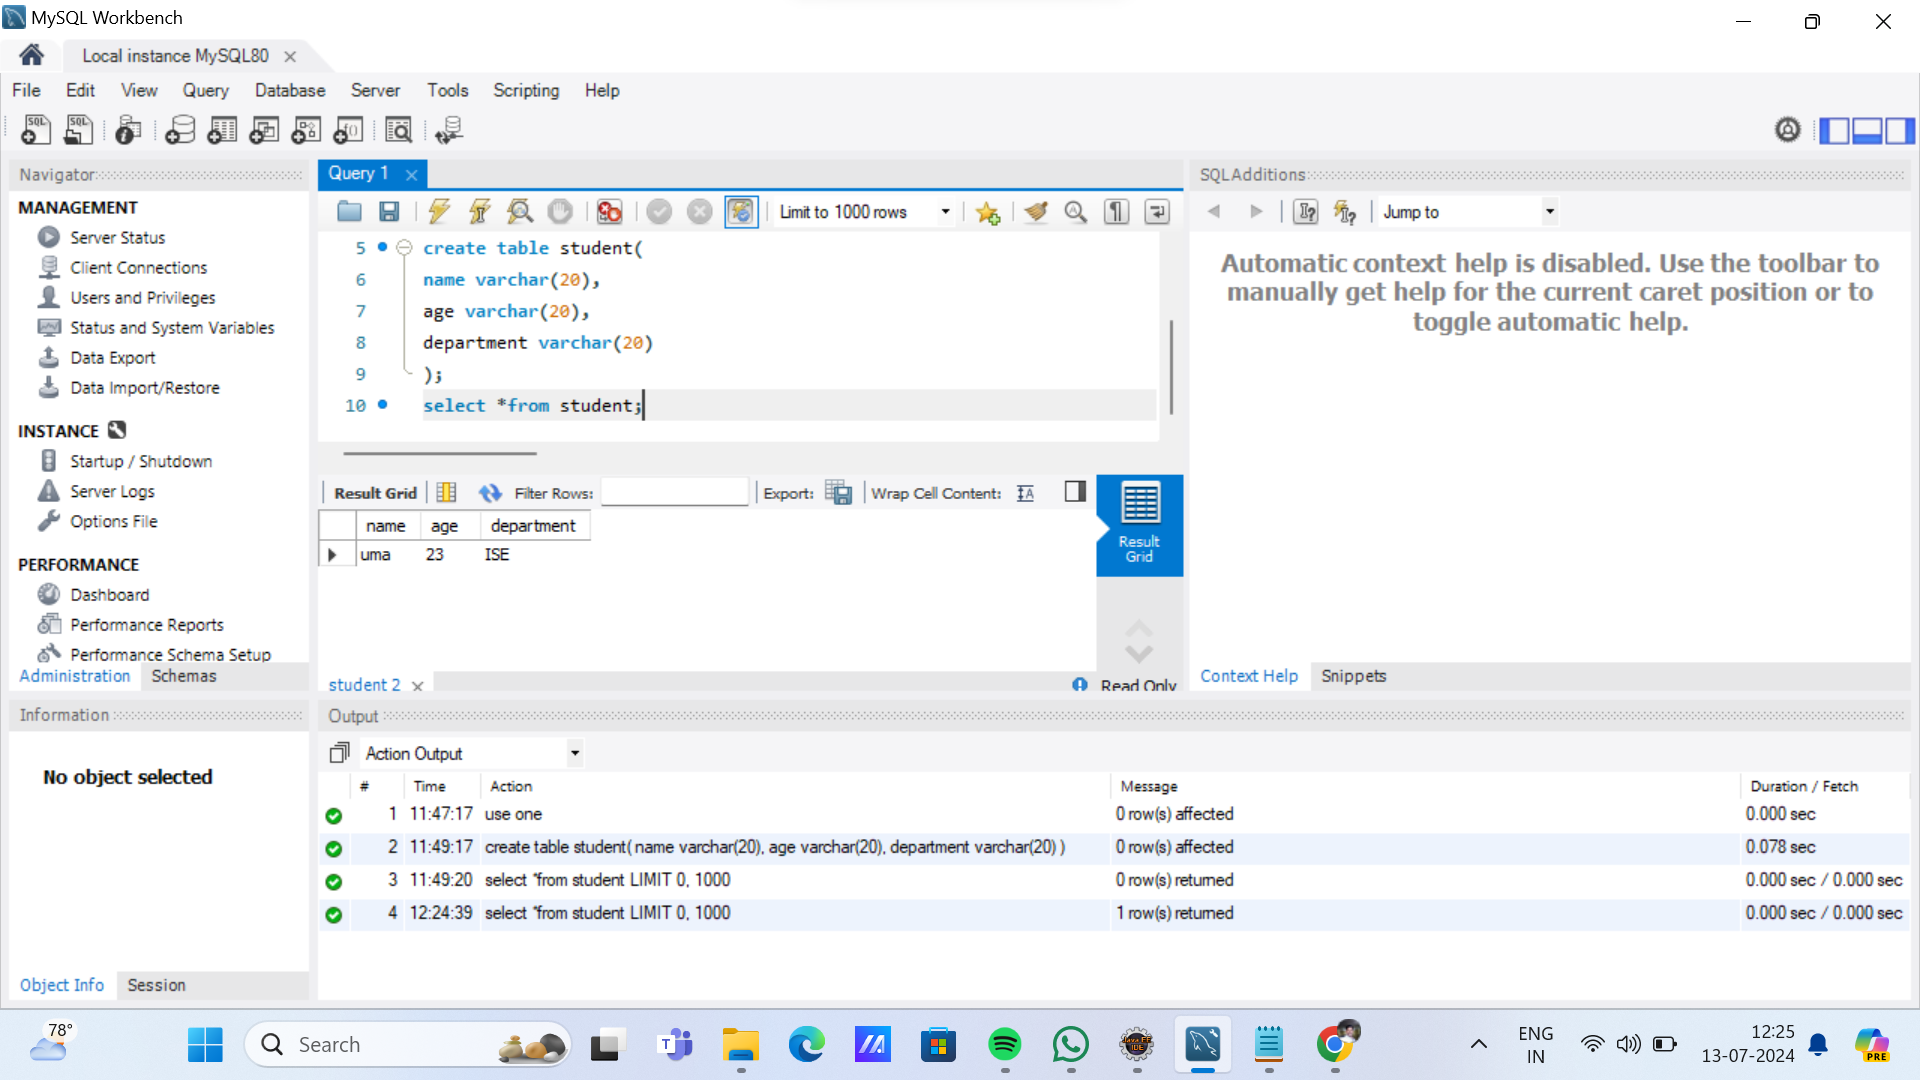 MySQL Workbench
Local instance MySQL80
File Edit View Query Database Server Tools Scripting Help
Navigator
MANAGEMENT
Server Status
Client Connections
Users and Privileges
Status and System Variables
Data Export
Data Import/Restore
INSTANCE
Startup / Shutdown
Server Logs
Options File
PERFORMANCE
Dashboard
Performance Reports
Performance Schema Setup
Administration Schemas
Query 1
Limit to 1000 rows
5 create table student(
6 name varchar(20),
7 age varchar(20),
8 department varchar(20)
9 );
10 select *from student;
Result Grid Filter Rows: Export: Wrap Cell Content:
name age department
uma 23 ISE
Result
Grid
student 2
Read Only
SQLAdditions
Jump to
Automatic context help is disabled. Use the toolbar to
manually get help for the current caret position or to
toggle automatic help.
Context Help Snippets
Information
No object selected
Object Info Session
Output
Action Output
# Time Action Message Duration / Fetch
1 11:47:17 use one 0 row(s) affected 0.000 sec
2 11:49:17 create table student( name varchar(20), age varchar(20), department varchar(20) ) 0 row(s) affected 0.078 sec
3 11:49:20 select *from student LIMIT 0, 1000 0 row(s) returned 0.000 sec / 0.000 sec
4 12:24:39 select *from student LIMIT 0, 1000 1 row(s) returned 0.000 sec / 0.000 sec
78°
Search
ENG
IN
12:25
13-07-2024
PRE